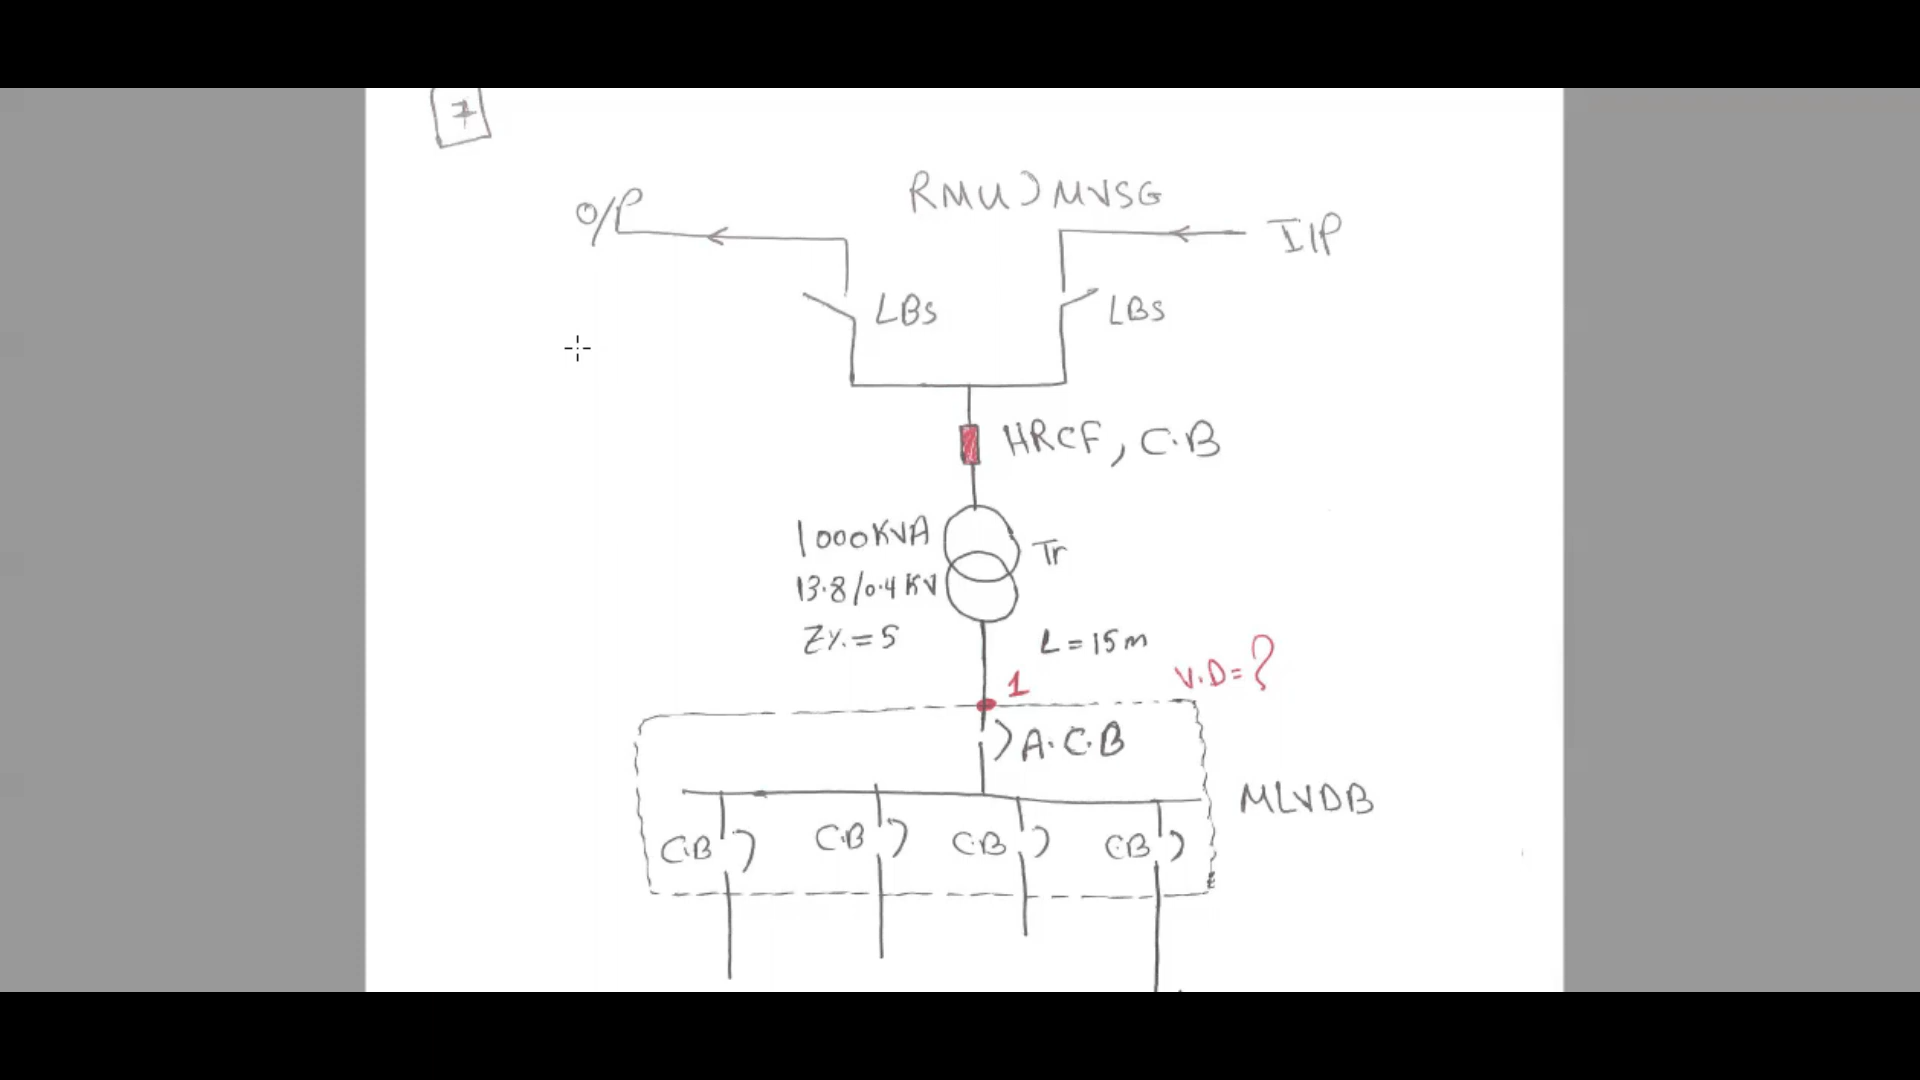 7
RMU) MVSG
O/P
I/P
LBS
LBS
HRCF, C.B
1000KVA
Tr
13.8/0.4 KV
Z%.=5
L=15m
V.D=?
1
A.C.B
MLVDB
C.B
C.B
C.B
C.B